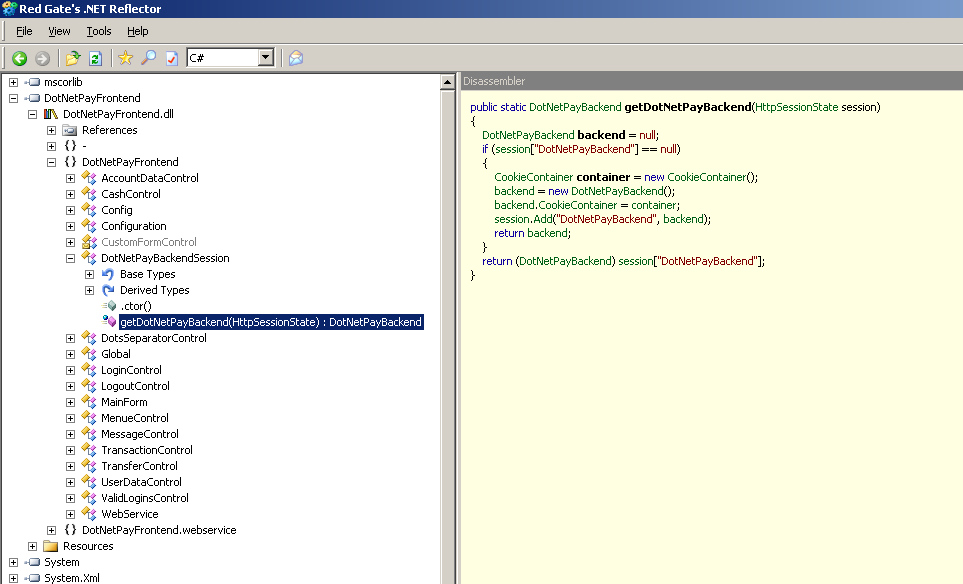 Red Gate's .NET Reflector
File View Tools Help
C#
mscorlib
DotNetPayFrontend
DotNetPayFrontend.dll
References
{} -
{} DotNetPayFrontend
AccountDataControl
CashControl
Config
Configuration
CustomFormControl
DotNetPayBackendSession
Base Types
Derived Types
.ctor()
getDotNetPayBackend(HttpSessionState) : DotNetPayBackend
DotsSeparatorControl
Global
LoginControl
LogoutControl
MainForm
MenueControl
MessageControl
TransactionControl
TransferControl
UserDataControl
ValidLoginsControl
WebService
{} DotNetPayFrontend.webservice
Resources
System
System.Xml
Disassembler
public static DotNetPayBackend getDotNetPayBackend(HttpSessionState session)
{
DotNetPayBackend backend = null;
if (session["DotNetPayBackend"] == null)
{
CookieContainer container = new CookieContainer();
backend = new DotNetPayBackend();
backend.CookieContainer = container;
session.Add("DotNetPayBackend", backend);
return backend;
}
return (DotNetPayBackend) session["DotNetPayBackend"];
}